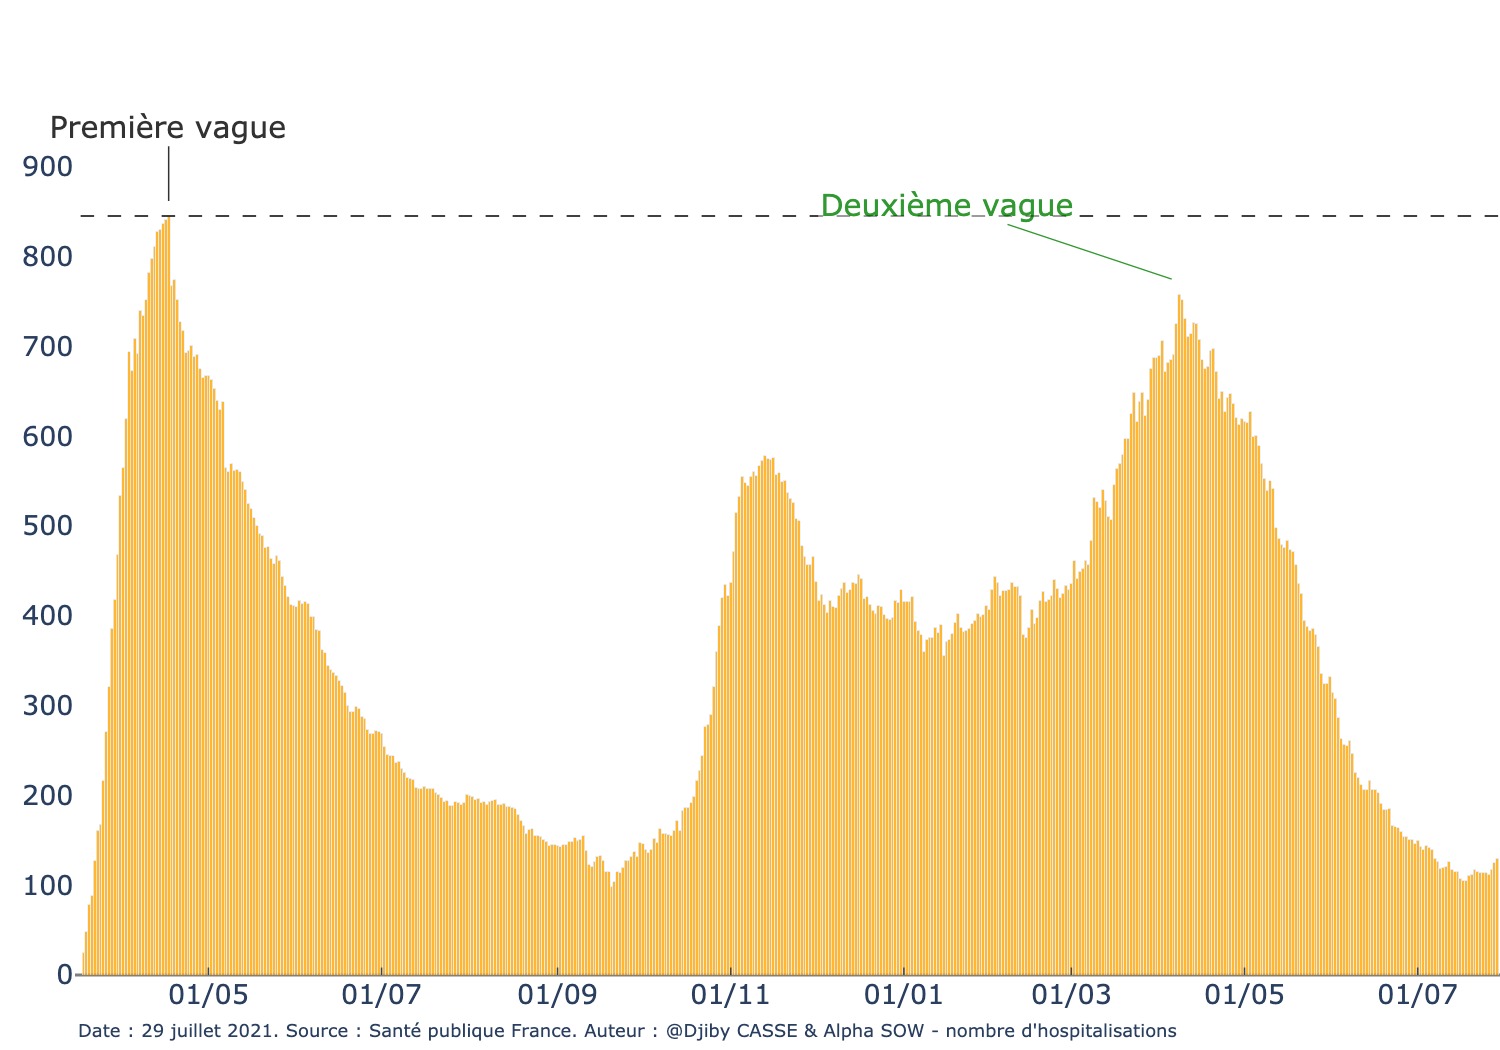 Première vague
900
Deuxième vague
800
700
600
500
400
300
200
100
0
01/05 01/07 01/09 01/11 01/01 01/03 01/05 01/07
Date : 29 juillet 2021. Source : Santé publique France. Auteur : @Djiby CASSE & Alpha SOW - nombre d'hospitalisations